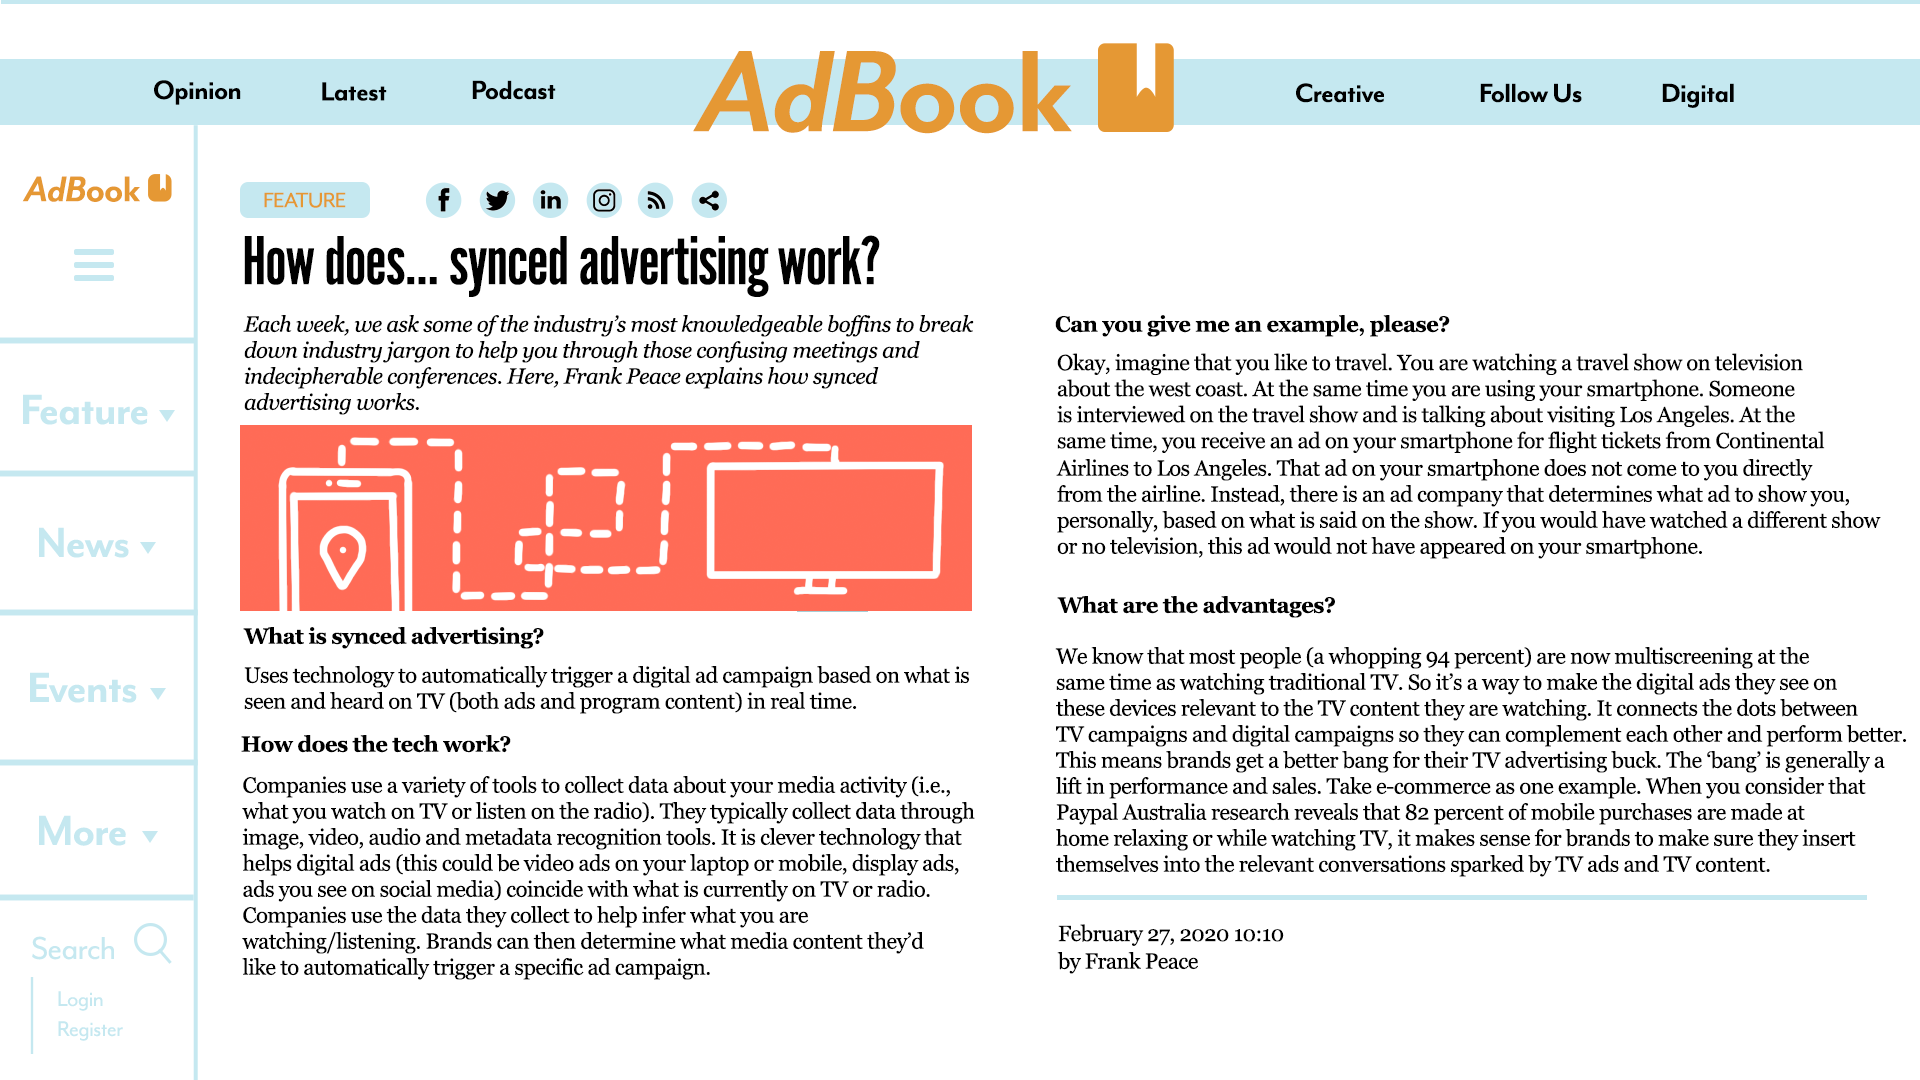 Opinion
Latest
Podcast
AdBook
Creative
Follow Us
Digital
AdBook
Feature
News
Events
More
Search
Login
Register
FEATURE
How does... synced advertising work?
Each week, we ask some of the industry's most knowledgeable boffins to break
down industry jargon to help you through those confusing meetings and
indecipherable conferences. Here, Frank Peace explains how synced
advertising works.
What is synced advertising?
Uses technology to automatically trigger a digital ad campaign based on what is
seen and heard on TV (both ads and program content) in real time.
How does the tech work?
Companies use a variety of tools to collect data about your media activity (i.e.,
what you watch on TV or listen on the radio). They typically collect data through
image, video, audio and metadata recognition tools. It is clever technology that
helps digital ads (this could be video ads on your laptop or mobile, display ads,
ads you see on social media) coincide with what is currently on TV or radio.
Companies use the data they collect to help infer what you are
watching/listening. Brands can then determine what media content they'd
like to automatically trigger a specific ad campaign.
Can you give me an example, please?
Okay, imagine that you like to travel. You are watching a travel show on television
about the west coast. At the same time you are using your smartphone. Someone
is interviewed on the travel show and is talking about visiting Los Angeles. At the
same time, you receive an ad on your smartphone for flight tickets from Continental
Airlines to Los Angeles. That ad on your smartphone does not come to you directly
from the airline. Instead, there is an ad company that determines what ad to show you,
personally, based on what is said on the show. If you would have watched a different show
or no television, this ad would not have appeared on your smartphone.
What are the advantages?
We know that most people (a whopping 94 percent) are now multiscreening at the
same time as watching traditional TV. So it's a way to make the digital ads they see on
these devices relevant to the TV content they are watching. It connects the dots between
TV campaigns and digital campaigns so they can complement each other and perform better.
This means brands get a better bang for their TV advertising buck. The 'bang' is generally a
lift in performance and sales. Take e-commerce as one example. When you consider that
Paypal Australia research reveals that 82 percent of mobile purchases are made at
home relaxing or while watching TV, it makes sense for brands to make sure they insert
themselves into the relevant conversations sparked by TV ads and TV content.
February 27, 2020 10:10
by Frank Peace